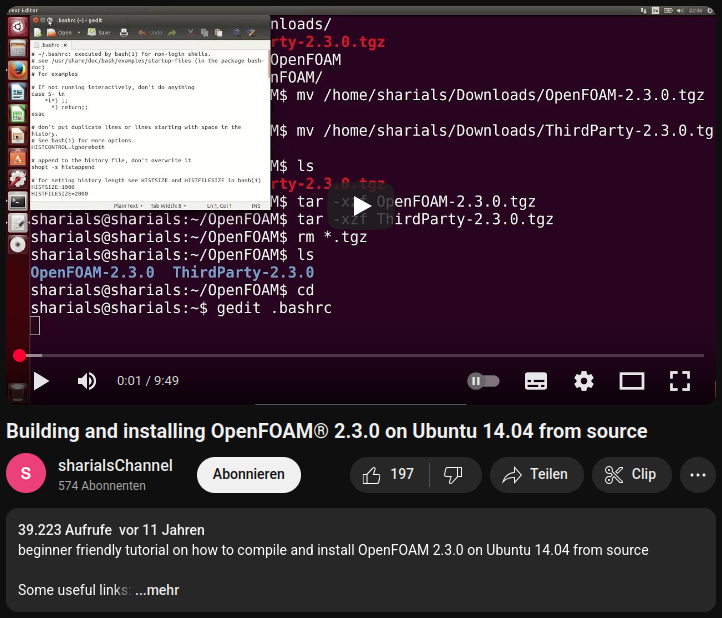 ext Editor
22:06
.bashrc (~) - gedit
Open
Save
Undo
.bashrc ×
# ~/.bashrc: executed by bash(1) for non-login shells.
# see /usr/share/doc/bash/examples/startup-files (in the package bash-
doc)
# for examples
# If not running interactively, don't do anything
case $- in
*i*) ;;
*) return;;
esac
# don't put duplicate lines or lines starting with space in the
history.
# See bash(1) for more options
HISTCONTROL=ignoreboth
# append to the history file, don't overwrite it
shopt -s histappend
# for setting history length see HISTSIZE and HISTFILESIZE in bash(1)
HISTSIZE=1000
HISTFILESIZE=2000
Plain Text
Tab Width: 8
Ln 1, Col 1
INS
nloads/
rty-2.3.0.tgz
OpenFOAM
nFOAM/
M$ mv /home/sharials/Downloads/OpenFOAM-2.3.0.tgz
M$ mv /home/sharials/Downloads/ThirdParty-2.3.0.tg
M$ ls
rty-2.3.0.tgz
M$ tar -xzf OpenFOAM-2.3.0.tgz
sharials@sharials:~/OpenFOAM$ tar -xzf ThirdParty-2.3.0.tgz
sharials@sharials:~/OpenFOAM$ rm *.tgz
sharials@sharials:~/OpenFOAM$ ls
OpenFOAM-2.3.0 ThirdParty-2.3.0
sharials@sharials:~/OpenFOAM$ cd
sharials@sharials:~$ gedit .bashrc
0:01 / 9:49
Building and installing OpenFOAM® 2.3.0 on Ubuntu 14.04 from source
S
sharialsChannel
574 Abonnenten
Abonnieren
197
Teilen
Clip
39.223 Aufrufe vor 11 Jahren
beginner friendly tutorial on how to compile and install OpenFOAM 2.3.0 on Ubuntu 14.04 from source
Some useful links: ...mehr